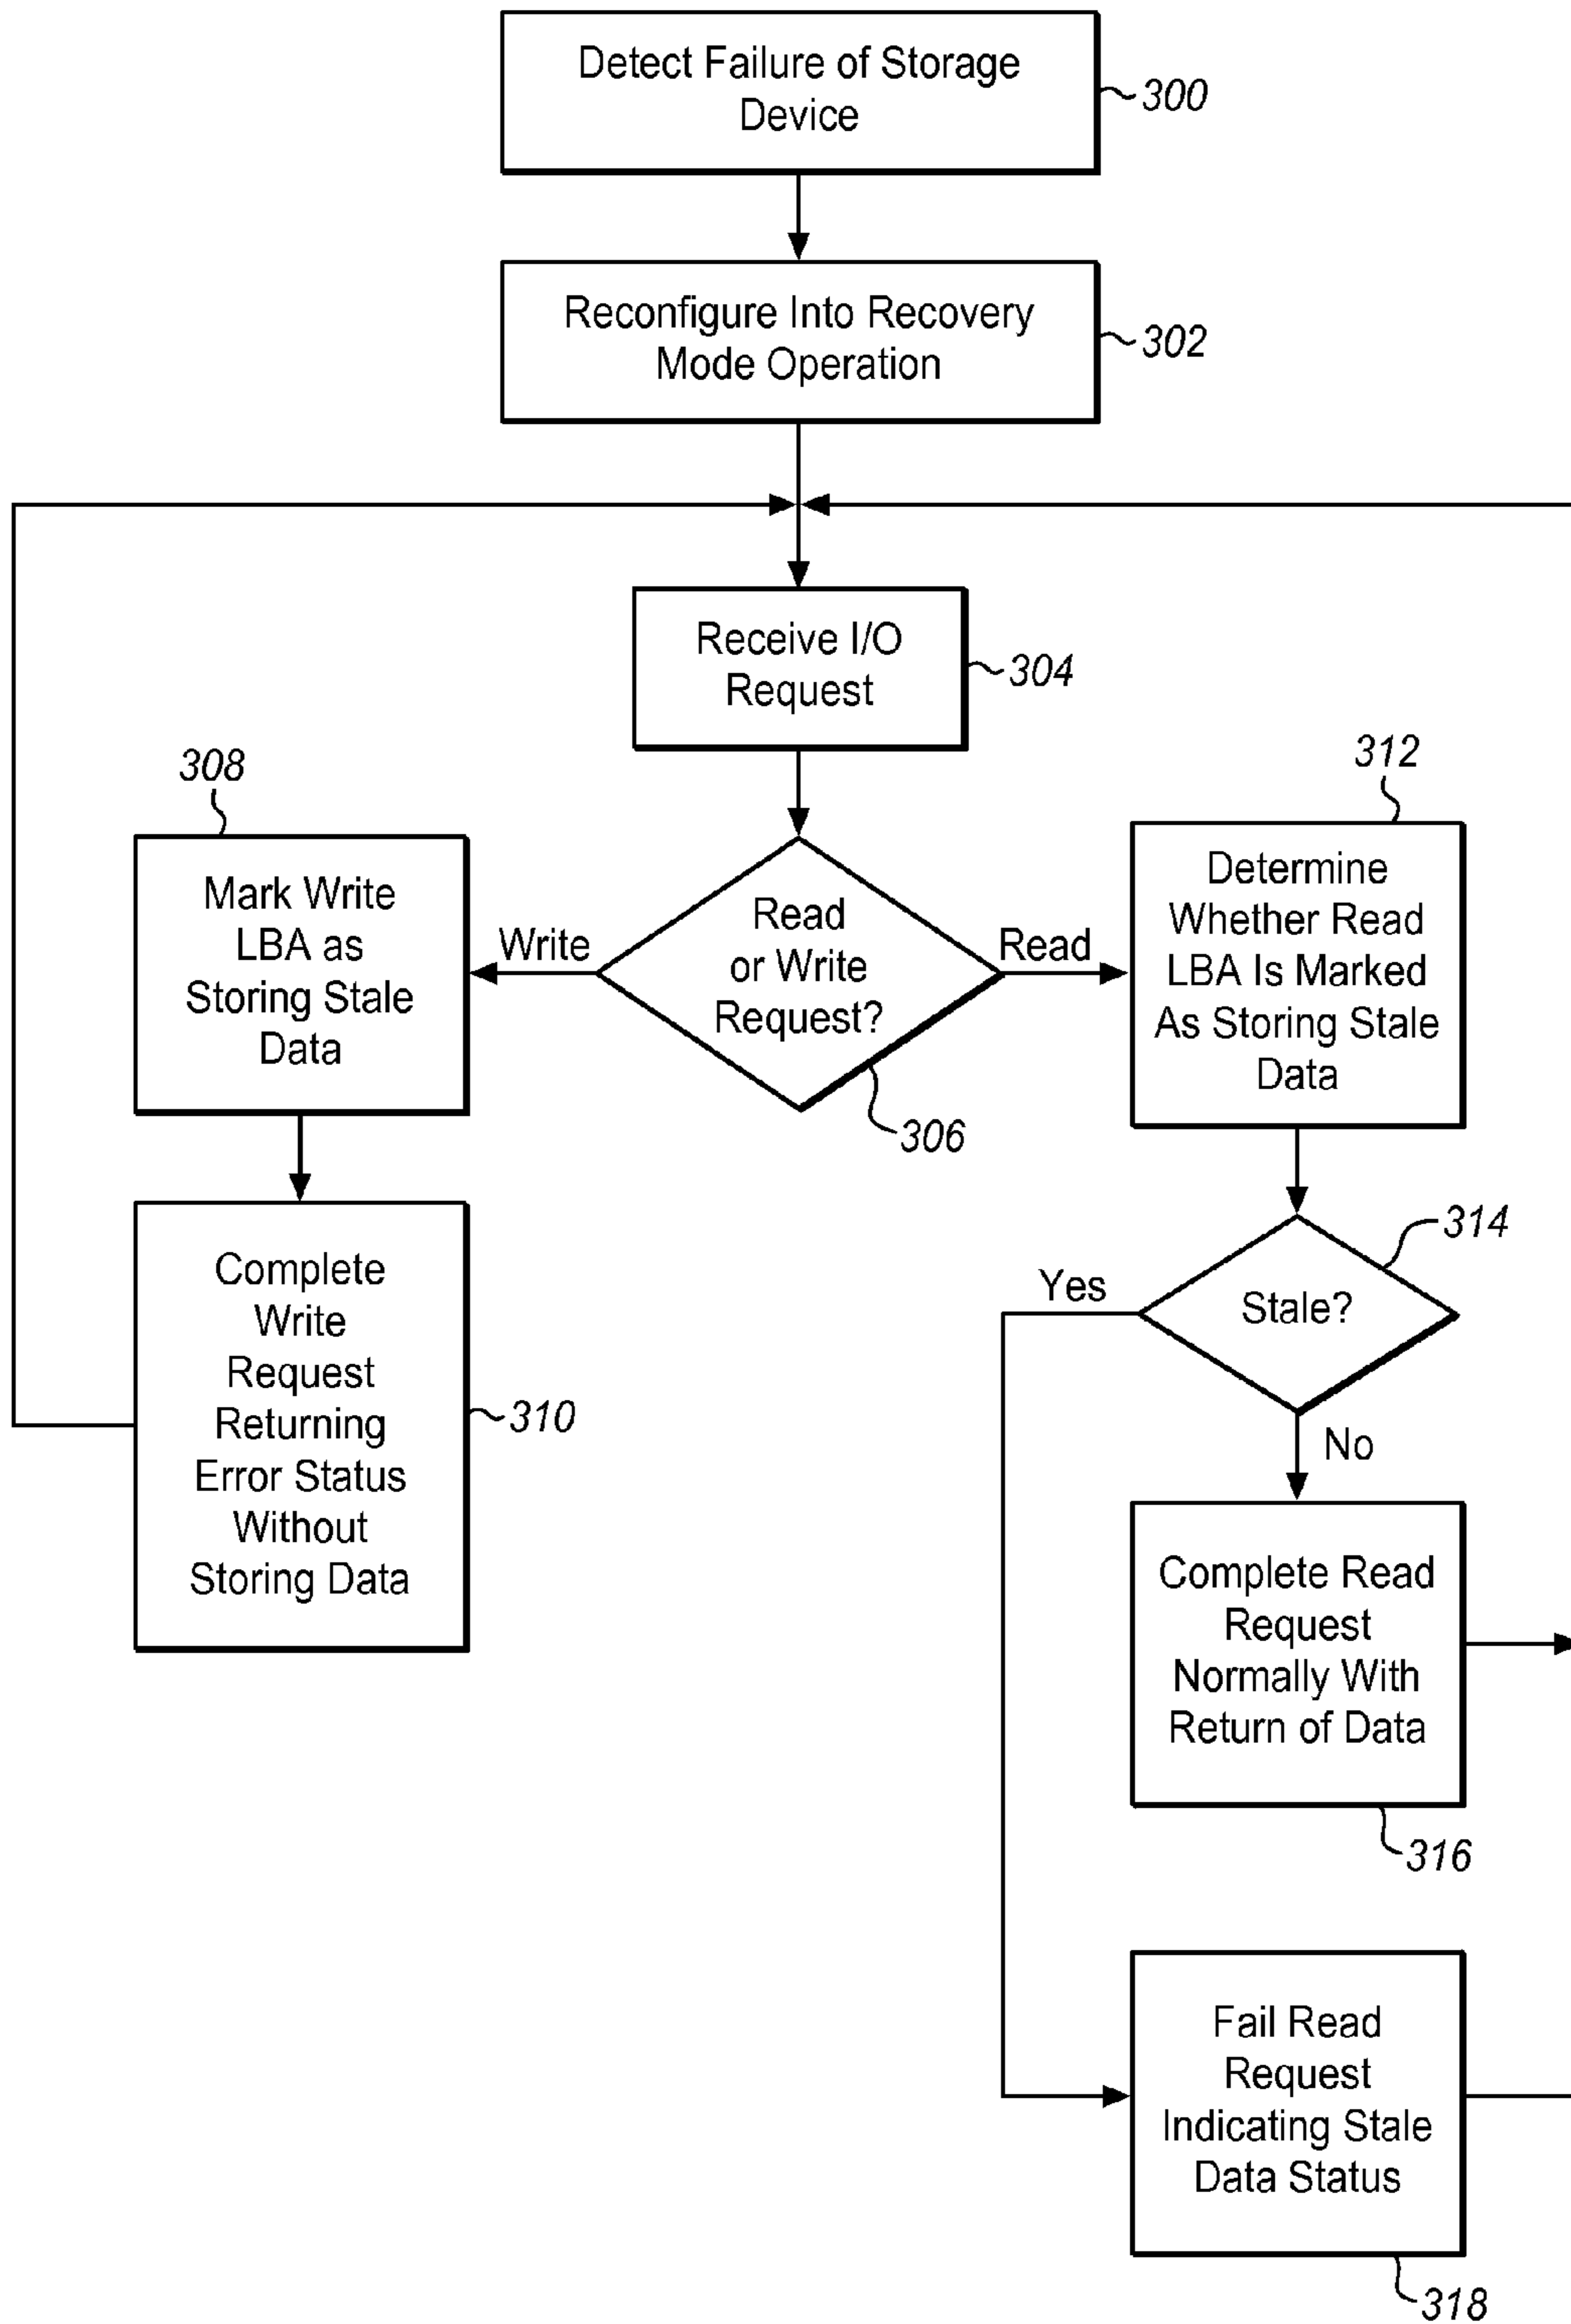 Detect Failure of Storage
Device
300
Reconfigure Into Recovery
Mode Operation
302
Receive I/O
Request
304
308
Mark Write
LBA as
Storing Stale
Data
Write
Read
or Write
Request?
306
Read
312
Determine
Whether Read
LBA Is Marked
As Storing Stale
Data
Complete
Write
Request
Returning
Error Status
Without
Storing Data
310
314
Stale?
Yes
No
Complete Read
Request
Normally With
Return of Data
316
Fail Read
Request
Indicating Stale
Data Status
318